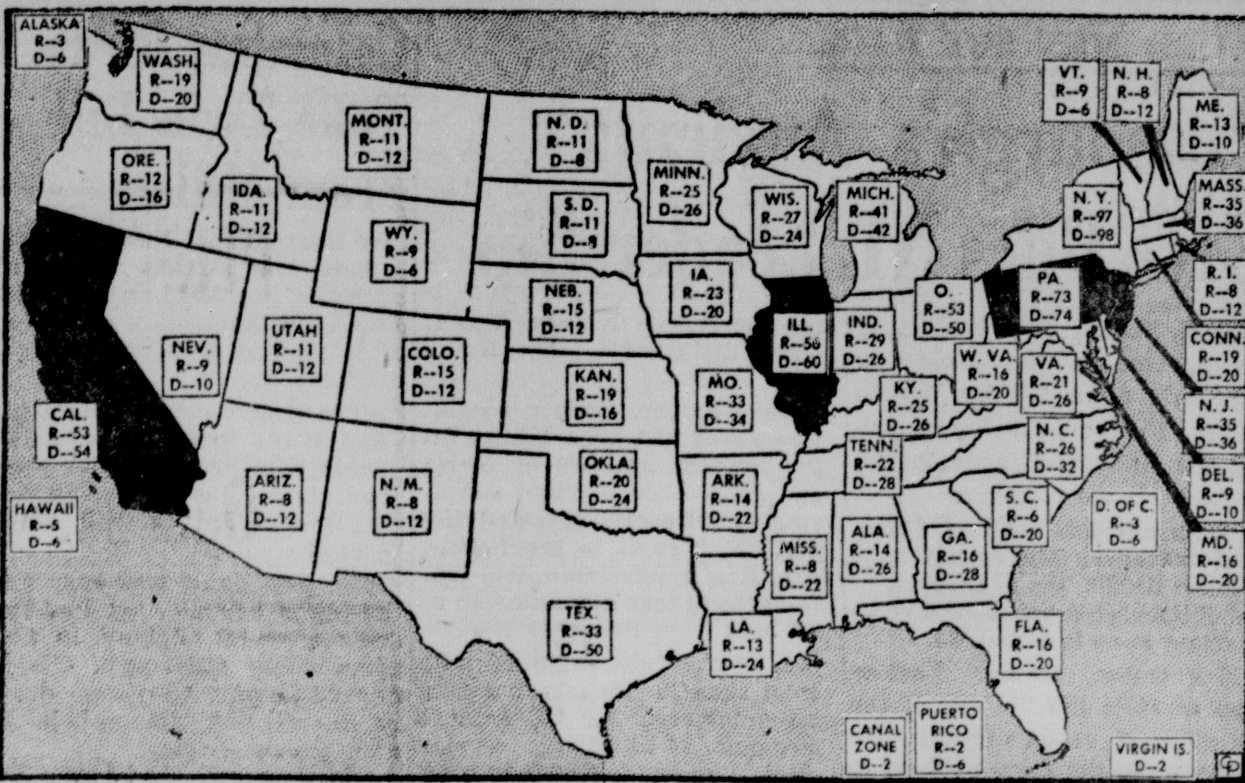 ALASKA
R--3
D--6
WASH.
R--19
D--20
ORE.
R--12
D--16
IDA.
R--11
D--12
MONT.
R--11
D--12
WY.
R--9
D--6
N. D.
R--11
D--8
S. D.
R--11
D--8
NEB.
R--15
D--12
MINN.
R--25
D--26
WIS.
R--27
D--24
MICH.
R--41
D--42
VT.
R--9
D--6
N. H.
R--8
D--12
ME.
R--13
D--10
MASS.
R--35
D--36
N. Y.
R--97
D--98
R. I.
R--8
D--12
CONN.
R--19
D--20
N. J.
R--35
D--36
DEL.
R--9
D--10
MD.
R--16
D--20
PA.
R--73
D--74
O.
R--53
D--50
IND.
R--29
D--26
ILL.
R--56
D--60
IA.
R--23
D--20
MO.
R--33
D--34
KAN.
R--19
D--16
COLO.
R--15
D--12
UTAH
R--11
D--12
NEV.
R--9
D--10
CAL.
R--53
D--54
HAWAII
R--5
D--6
ARIZ.
R--8
D--12
N. M.
R--8
D--12
OKLA.
R--20
D--24
ARK.
R--14
D--22
TENN.
R--22
D--28
KY.
R--25
D--26
W. VA.
R--16
D--20
VA.
R--21
D--26
N. C.
R--26
D--32
S. C.
R--6
D--20
D. OF C.
R--3
D--6
GA.
R--16
D--28
ALA.
R--14
D--26
MISS.
R--8
D--22
LA.
R--13
D--24
TEX.
R--33
D--50
FLA.
R--16
D--20
CANAL
ZONE
D--2
PUERTO
RICO
R--2
D--6
VIRGIN IS.
D--2
CP